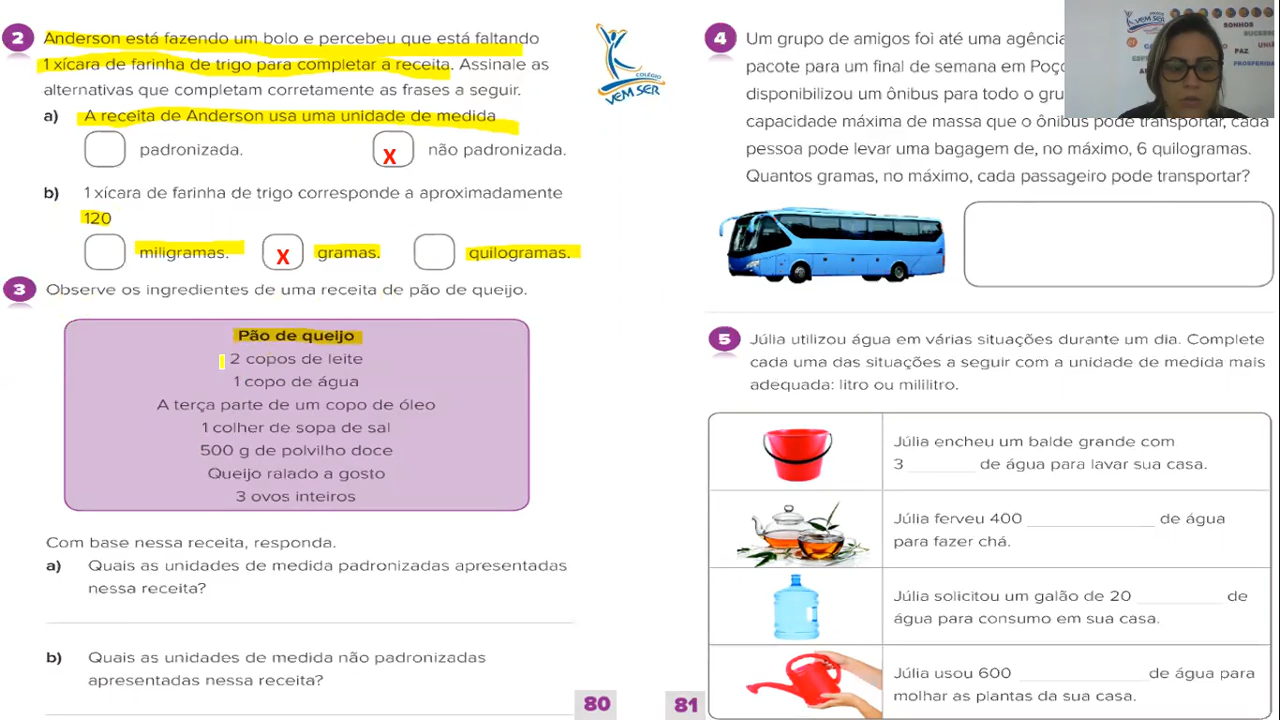 2 Anderson está fazendo um bolo e percebeu que está faltando
1 xícara de farinha de trigo para completar a receita. Assinale as
alternativas que completam corretamente as frases a seguir.
a) A receita de Anderson usa uma unidade de medida
padronizada. X não padronizada.
b) 1 xícara de farinha de trigo corresponde a aproximadamente
120
miligramas. X gramas. quilogramas.
3 Observe os ingredientes de uma receita de pão de queijo.
Pão de queijo
2 copos de leite
1 copo de água
A terça parte de um copo de óleo
1 colher de sopa de sal
500 g de polvilho doce
Queijo ralado a gosto
3 ovos inteiros
Com base nessa receita, responda.
a) Quais as unidades de medida padronizadas apresentadas
nessa receita?
b) Quais as unidades de medida não padronizadas
apresentadas nessa receita?
80
COLÉGIO
VEM SER
4 Um grupo de amigos foi até uma agência
pacote para um final de semana em Poço
disponibilizou um ônibus para todo o gru
capacidade máxima de massa que o ônibus pode transportar, cada
pessoa pode levar uma bagagem de, no máximo, 6 quilogramas.
Quantos gramas, no máximo, cada passageiro pode transportar?
5 Júlia utilizou água em várias situações durante um dia. Complete
cada uma das situações a seguir com a unidade de medida mais
adequada: litro ou mililitro.
Júlia encheu um balde grande com
3 ________ de água para lavar sua casa.
Júlia ferveu 400 ________ de água
para fazer chá.
Júlia solicitou um galão de 20 ________ de
água para consumo em sua casa.
Júlia usou 600 ________ de água para
molhar as plantas da sua casa.
81
VEM SER
SONHOS
PAZ